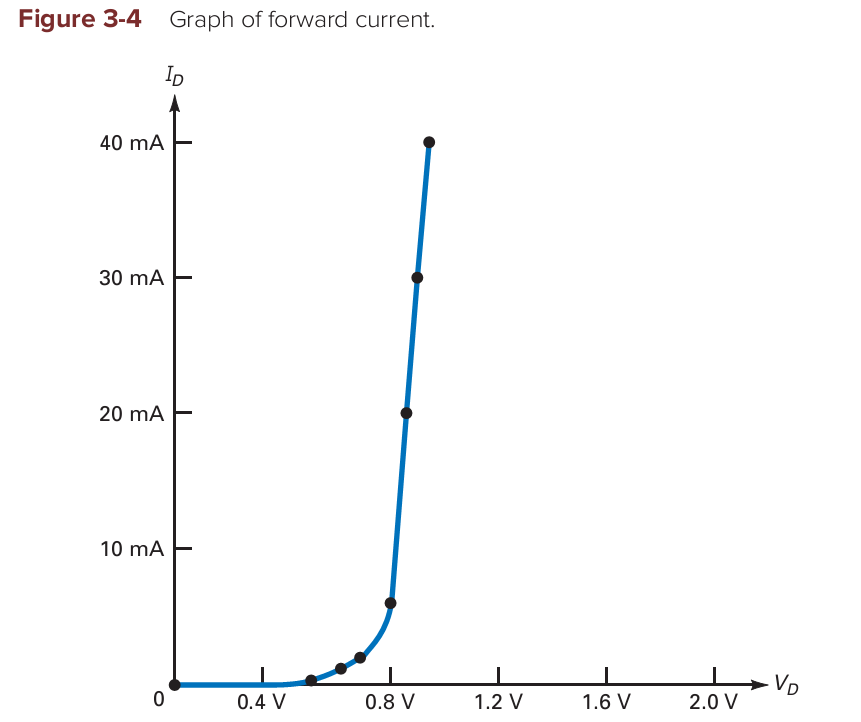 Figure 3-4 Graph of forward current.
I_D
40 mA
30 mA
20 mA
10 mA
0
0.4 V 0.8 V 1.2 V 1.6 V 2.0 V V_D